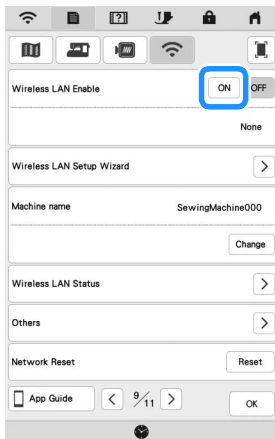 Wireless LAN Enable ON OFF
None
Wireless LAN Setup Wizard
Machine name SewingMachine000
Change
Wireless LAN Status
Others
Network Reset Reset
App Guide 9/11 OK